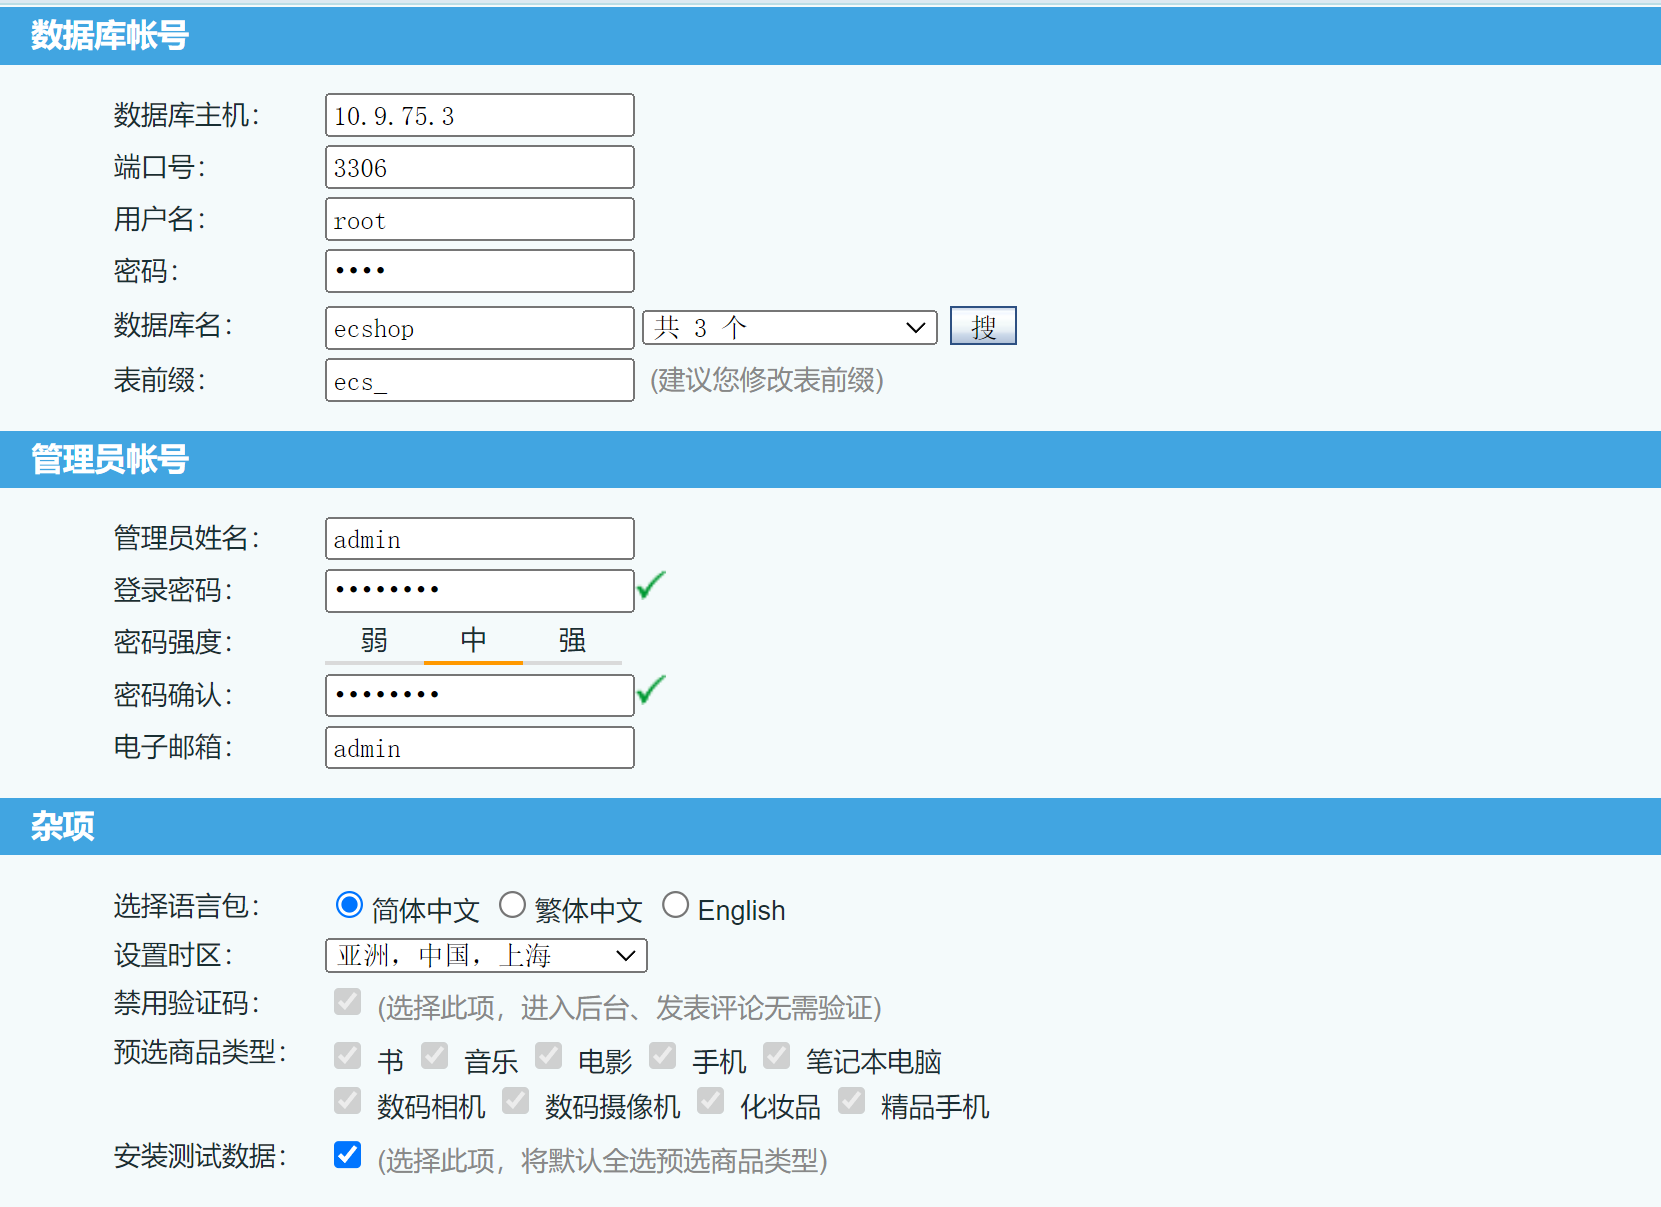 数据库帐号
数据库主机： 10.9.75.3
端口号： 3306
用户名： root
密码： ••••
数据库名： ecshop 共 3 个 搜
表前缀： ecs_ (建议您修改表前缀)
管理员帐号
管理员姓名： admin
登录密码： ••••••••
密码强度： 弱 中 强
密码确认： ••••••••
电子邮箱： admin
杂项
选择语言包： 简体中文 繁体中文 English
设置时区： 亚洲，中国，上海
禁用验证码： (选择此项，进入后台、发表评论无需验证)
预选商品类型： 书 音乐 电影 手机 笔记本电脑
数码相机 数码摄像机 化妆品 精品手机
安装测试数据： (选择此项，将默认全选预选商品类型)